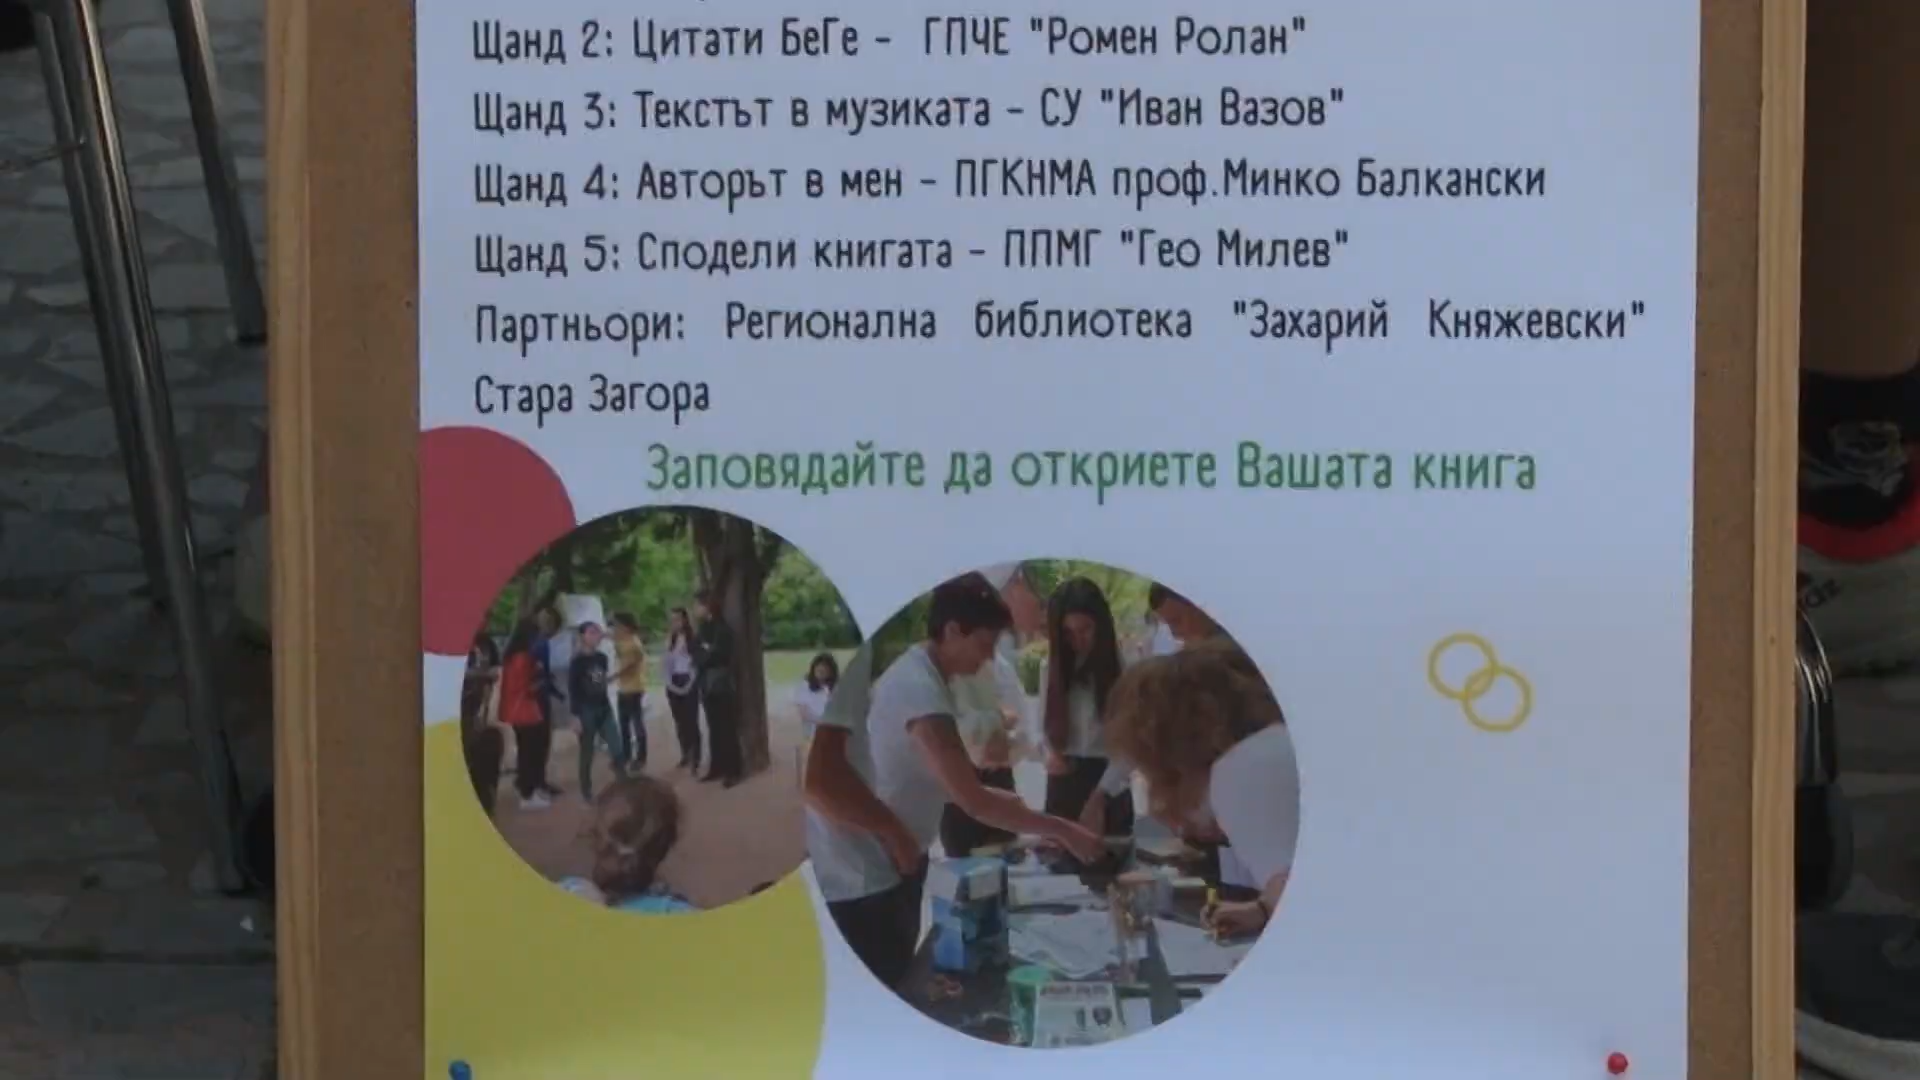 Щанд 2: Цитати БеГе - ГПЧЕ "Ромен Ролан"
Щанд 3: Текстът в музиката - СУ "Иван Вазов"
Щанд 4: Авторът в мен - ПГКНМА проф.Минко Балкански
Щанд 5: Сподели книгата - ППМГ "Гео Милев"
Партньори: Регионална библиотека "Захарий Княжевски"
Стара Загора
Заповядайте да откриете Вашата книга